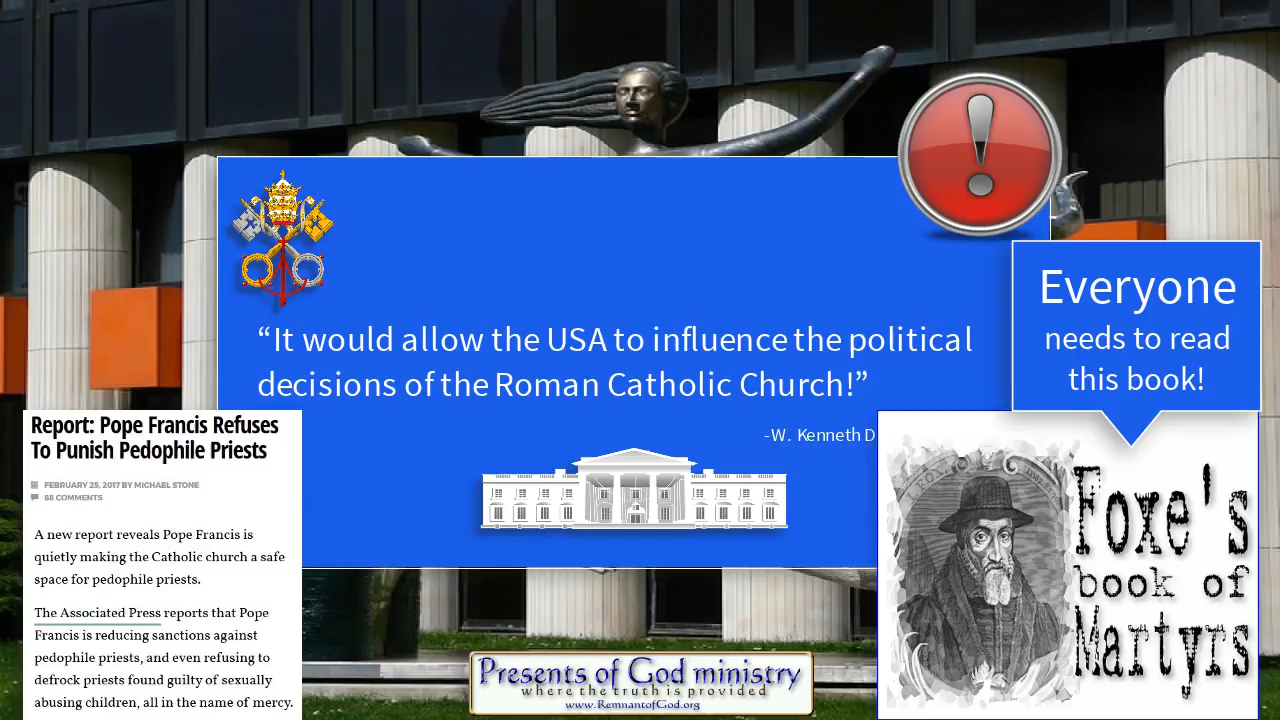 “It would allow the USA to influence the political
decisions of the Roman Catholic Church!”
-W. Kenneth D
Everyone
needs to read
this book!
Report: Pope Francis Refuses
To Punish Pedophile Priests
FEBRUARY 25, 2017 BY MICHAEL STONE
88 COMMENTS
A new report reveals Pope Francis is
quietly making the Catholic church a safe
space for pedophile priests.
The Associated Press reports that Pope
Francis is reducing sanctions against
pedophile priests, and even refusing to
defrock priests found guilty of sexually
abusing children, all in the name of mercy.
Foxe's
book of
Martyrs
Presents of God ministry
where the truth is provided
www.RemnantofGod.org